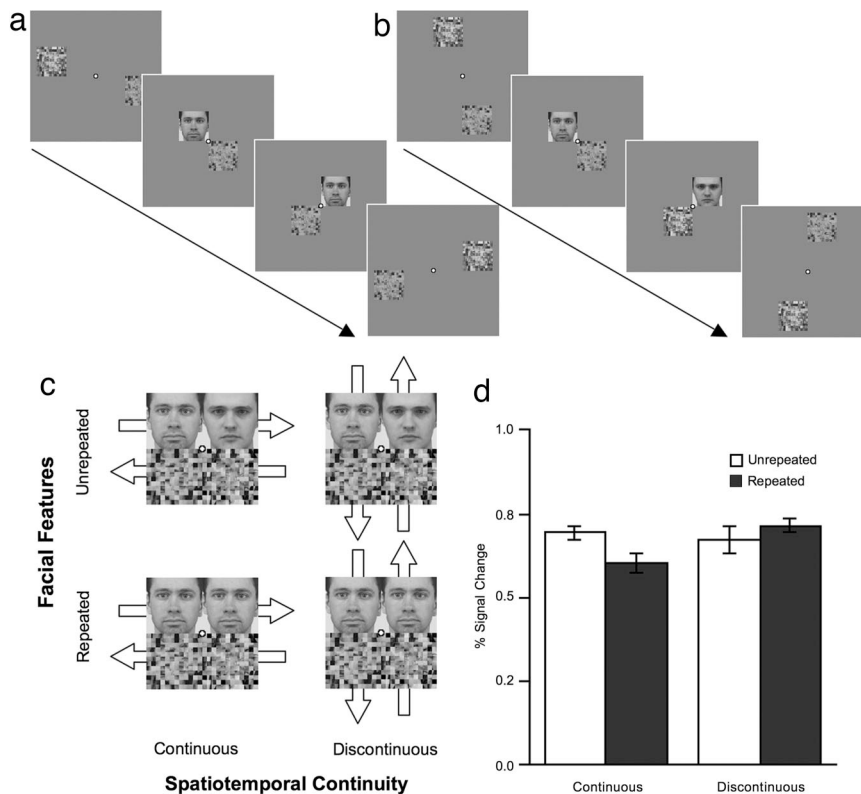 a
b
c
Facial Features
Unrepeated
Repeated
Continuous
Discontinuous
Spatiotemporal Continuity
d
1.0
0.8
0.5
0.2
0.0
% Signal Change
Unrepeated
Repeated
Continuous
Discontinuous